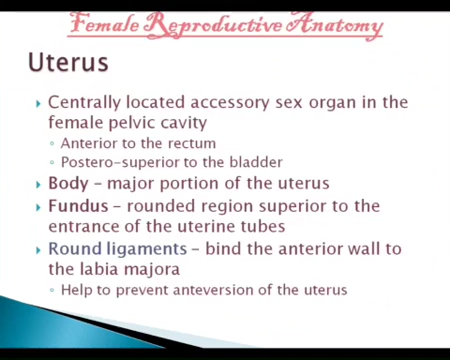 Female Reproductive Anatomy
Uterus
Centrally located accessory sex organ in the
female pelvic cavity
Anterior to the rectum
Postero-superior to the bladder
Body – major portion of the uterus
Fundus – rounded region superior to the
entrance of the uterine tubes
Round ligaments – bind the anterior wall to
the labia majora
Help to prevent anteversion of the uterus